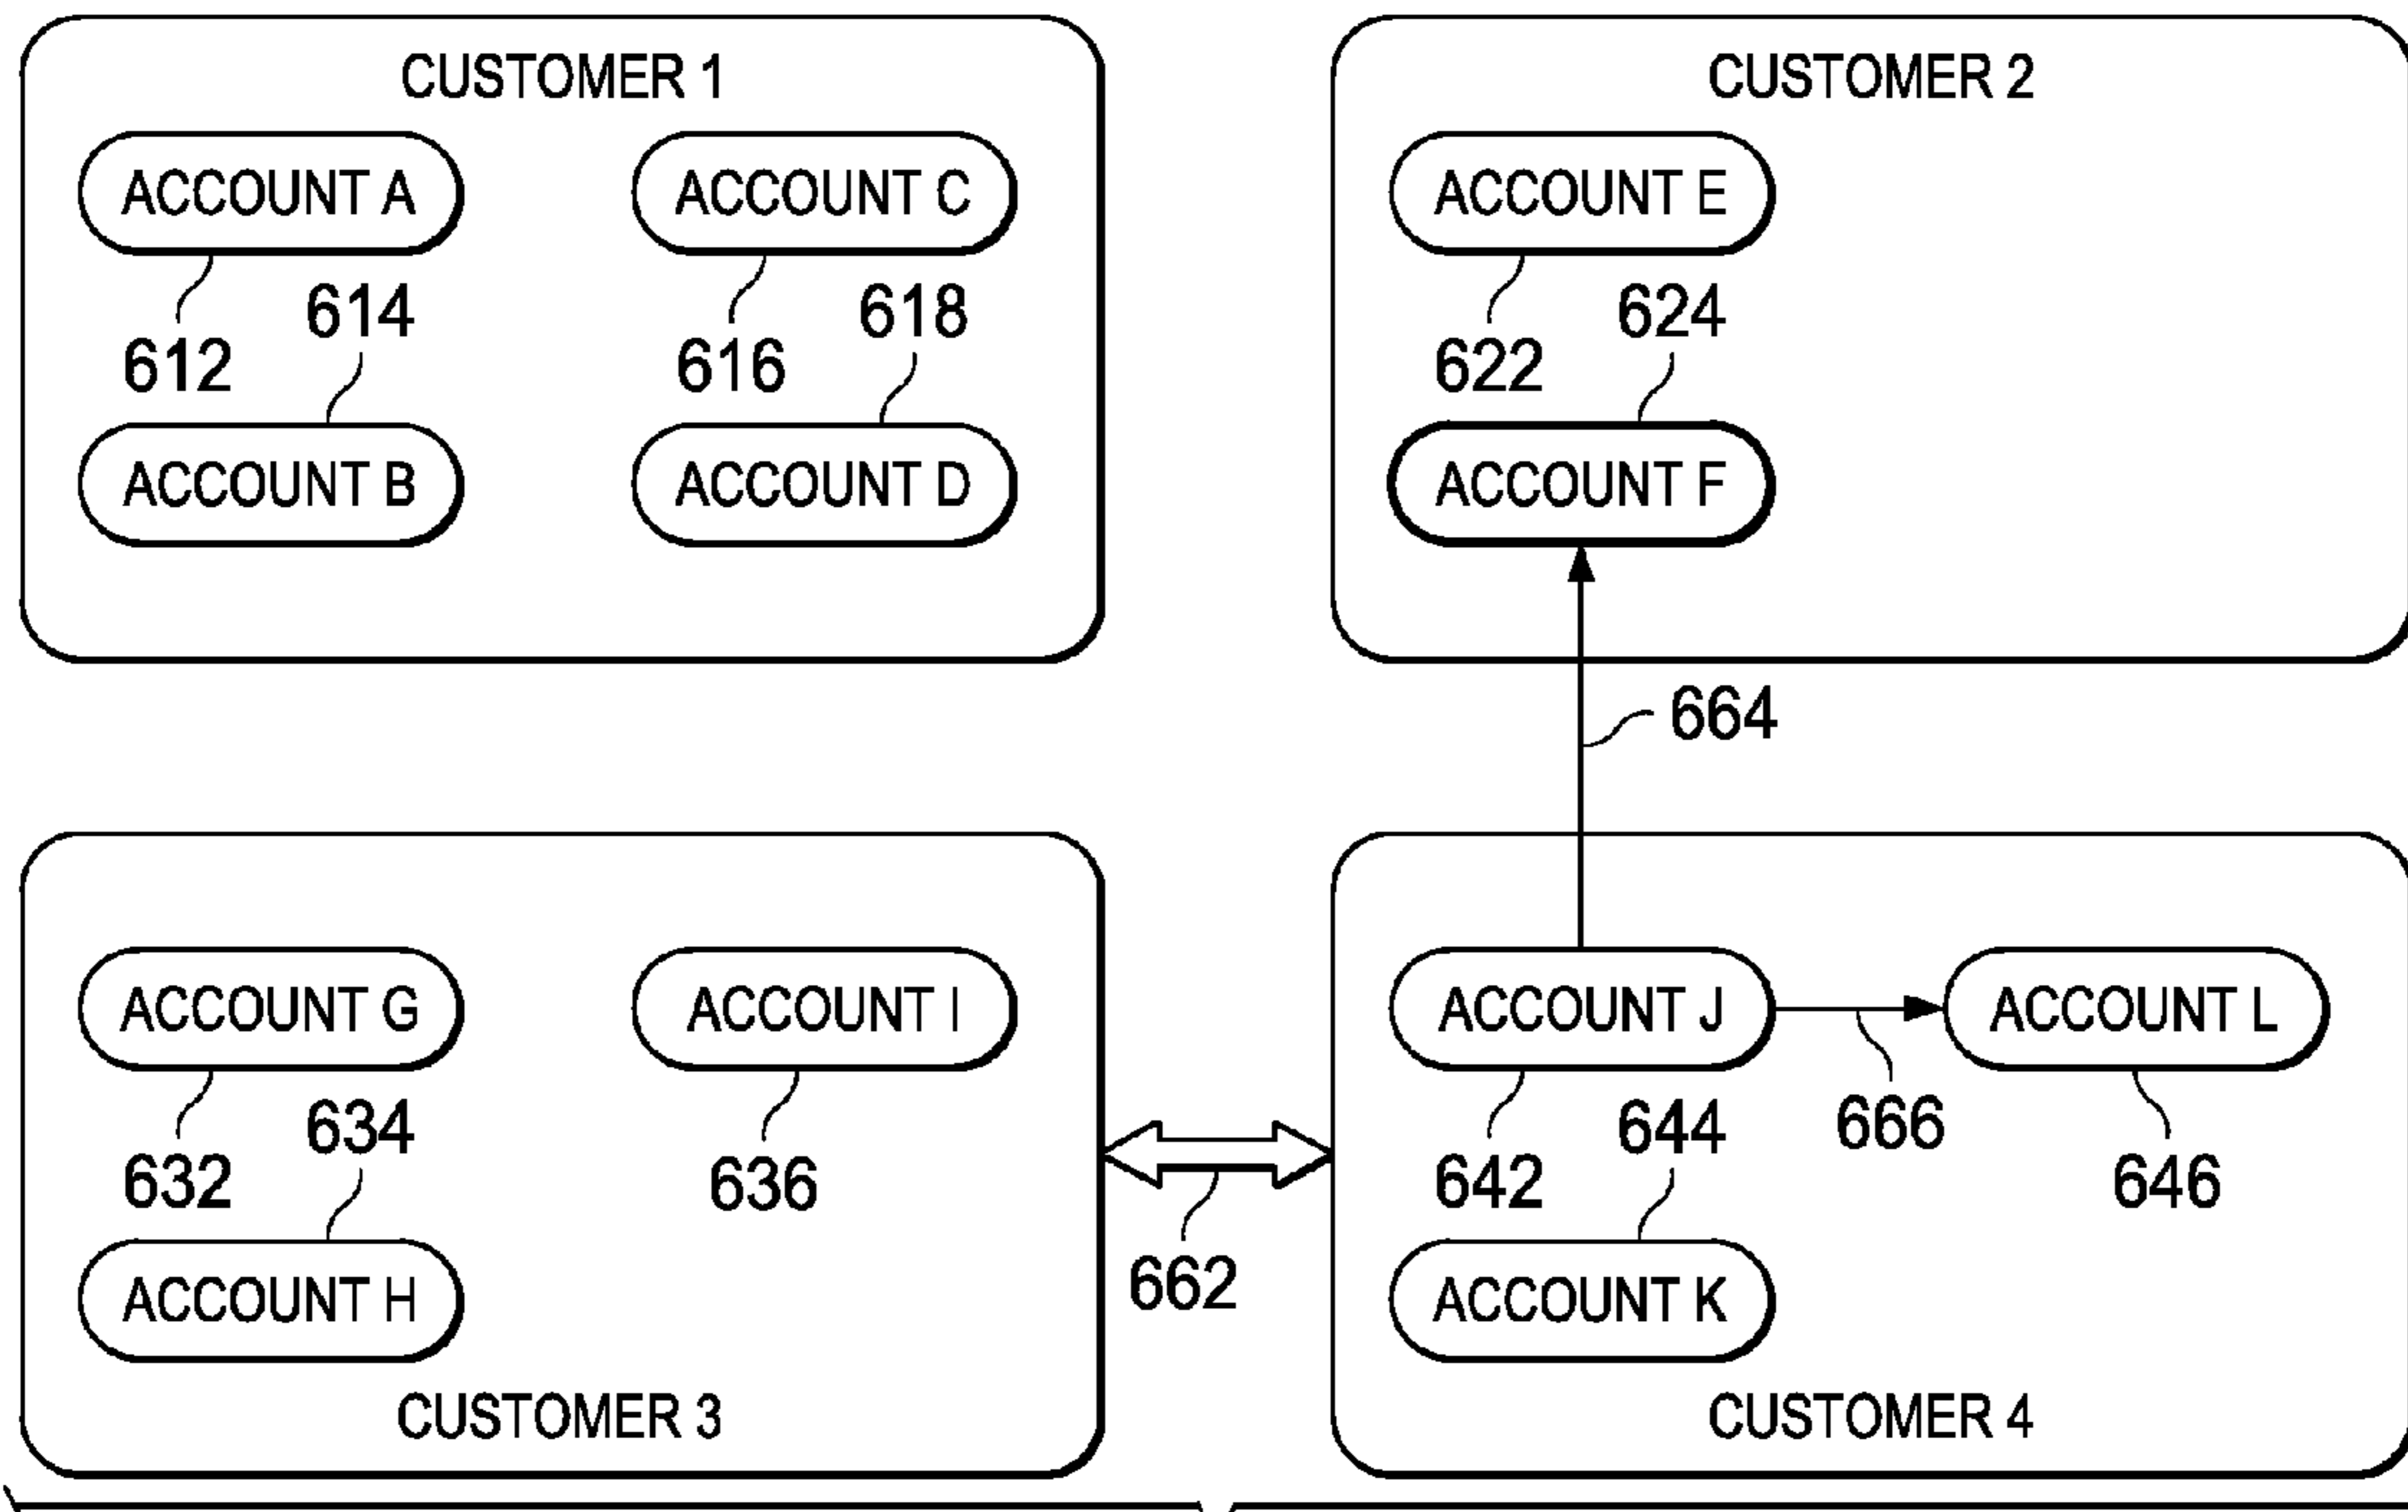 CUSTOMER 1
ACCOUNT A
ACCOUNT C
612
614
616
618
ACCOUNT B
ACCOUNT D
CUSTOMER 2
ACCOUNT E
622
624
ACCOUNT F
664
ACCOUNT G
ACCOUNT I
632
634
636
ACCOUNT H
CUSTOMER 3
662
ACCOUNT J
ACCOUNT L
642
644
666
646
ACCOUNT K
CUSTOMER 4